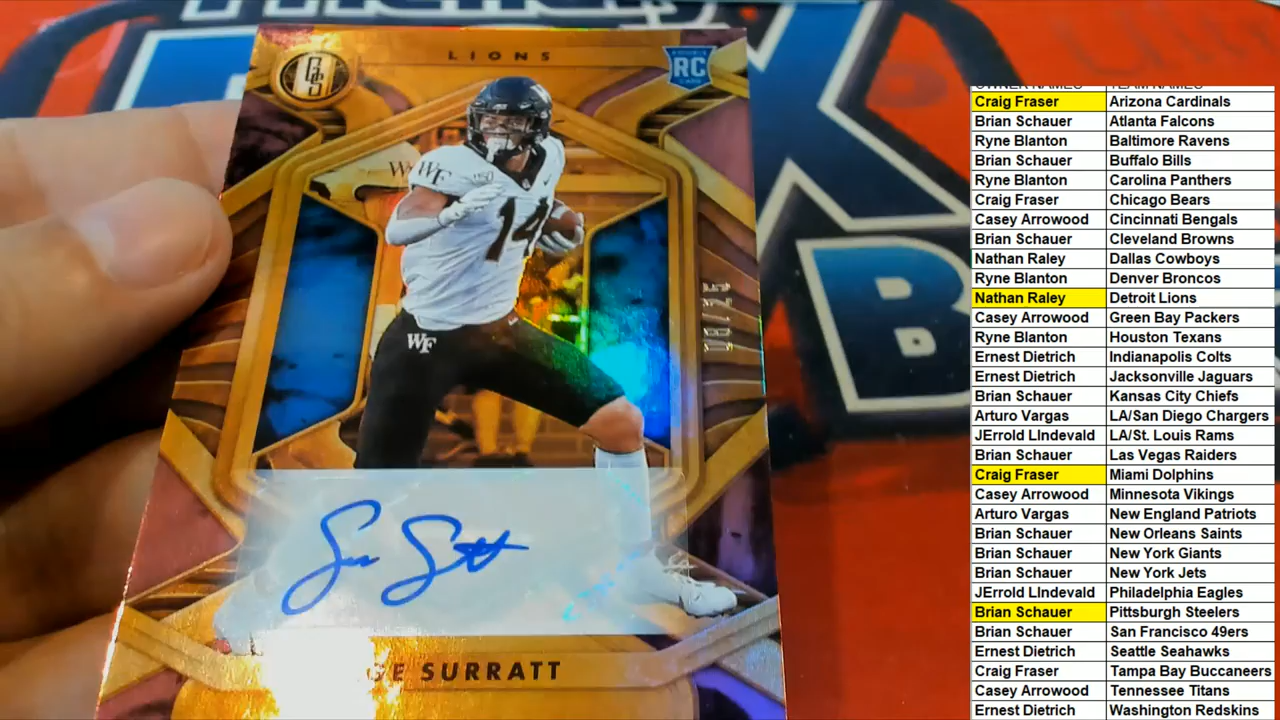 LIONS
GS
RC
WF
WF
150
14
08/25
WF
GE SURRATT
OWNER NAMES TEAM NAMES
Craig Fraser Arizona Cardinals
Brian Schauer Atlanta Falcons
Ryne Blanton Baltimore Ravens
Brian Schauer Buffalo Bills
Ryne Blanton Carolina Panthers
Craig Fraser Chicago Bears
Casey Arrowood Cincinnati Bengals
Brian Schauer Cleveland Browns
Nathan Raley Dallas Cowboys
Ryne Blanton Denver Broncos
Nathan Raley Detroit Lions
Casey Arrowood Green Bay Packers
Ryne Blanton Houston Texans
Ernest Dietrich Indianapolis Colts
Ernest Dietrich Jacksonville Jaguars
Brian Schauer Kansas City Chiefs
Arturo Vargas LA/San Diego Chargers
JErrold LIndevald LA/St. Louis Rams
Brian Schauer Las Vegas Raiders
Craig Fraser Miami Dolphins
Casey Arrowood Minnesota Vikings
Arturo Vargas New England Patriots
Brian Schauer New Orleans Saints
Brian Schauer New York Giants
Brian Schauer New York Jets
JErrold LIndevald Philadelphia Eagles
Brian Schauer Pittsburgh Steelers
Brian Schauer San Francisco 49ers
Ernest Dietrich Seattle Seahawks
Craig Fraser Tampa Bay Buccaneers
Casey Arrowood Tennessee Titans
Ernest Dietrich Washington Redskins